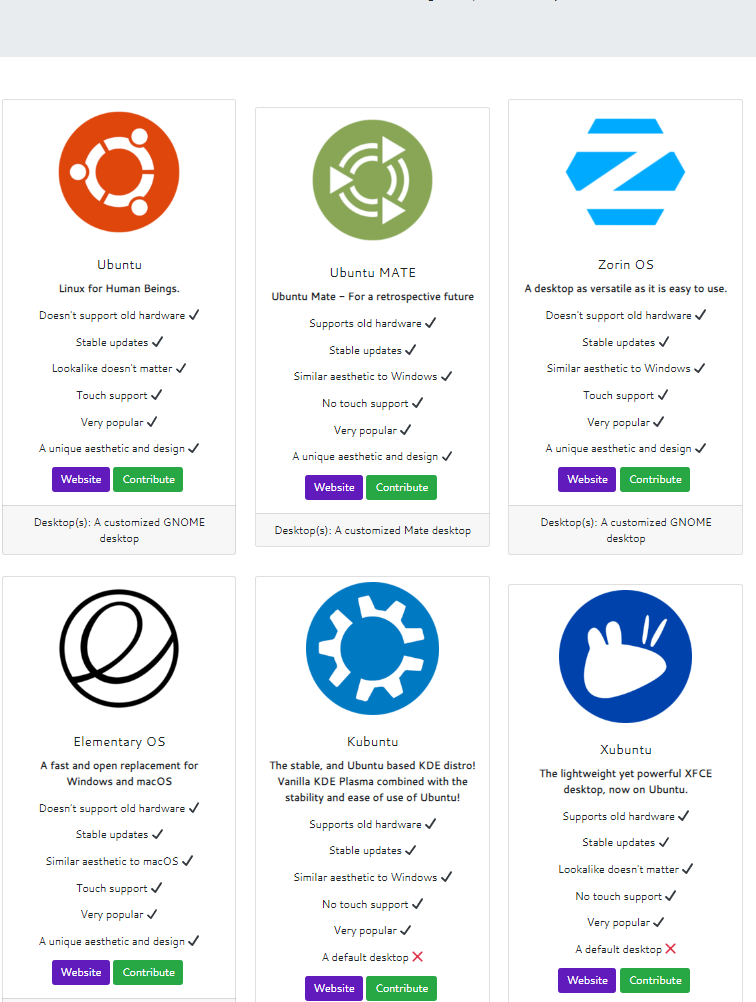 Ubuntu
Linux for Human Beings.
Doesn't support old hardware ✓
Stable updates ✓
Lookalike doesn't matter ✓
Touch support ✓
Very popular ✓
A unique aesthetic and design ✓
Website Contribute
Desktop(s): A customized GNOME
desktop
Ubuntu MATE
Ubuntu Mate - For a retrospective future
Supports old hardware ✓
Stable updates ✓
Similar aesthetic to Windows ✓
No touch support ✓
Very popular ✓
A unique aesthetic and design ✓
Website Contribute
Desktop(s): A customized Mate desktop
Zorin OS
A desktop as versatile as it is easy to use.
Doesn't support old hardware ✓
Stable updates ✓
Similar aesthetic to Windows ✓
Touch support ✓
Very popular ✓
A unique aesthetic and design ✓
Website Contribute
Desktop(s): A customized GNOME
desktop
Elementary OS
A fast and open replacement for
Windows and macOS
Doesn't support old hardware ✓
Stable updates ✓
Similar aesthetic to macOS ✓
Touch support ✓
Very popular ✓
A unique aesthetic and design ✓
Website Contribute
Kubuntu
The stable, and Ubuntu based KDE distro!
Vanilla KDE Plasma combined with the
stability and ease of use of Ubuntu!
Supports old hardware ✓
Stable updates ✓
Similar aesthetic to Windows ✓
No touch support ✓
Very popular ✓
A default desktop ❌
Website Contribute
Xubuntu
The lightweight yet powerful XFCE
desktop, now on Ubuntu.
Supports old hardware ✓
Stable updates ✓
Lookalike doesn't matter ✓
No touch support ✓
Very popular ✓
A default desktop ❌
Website Contribute